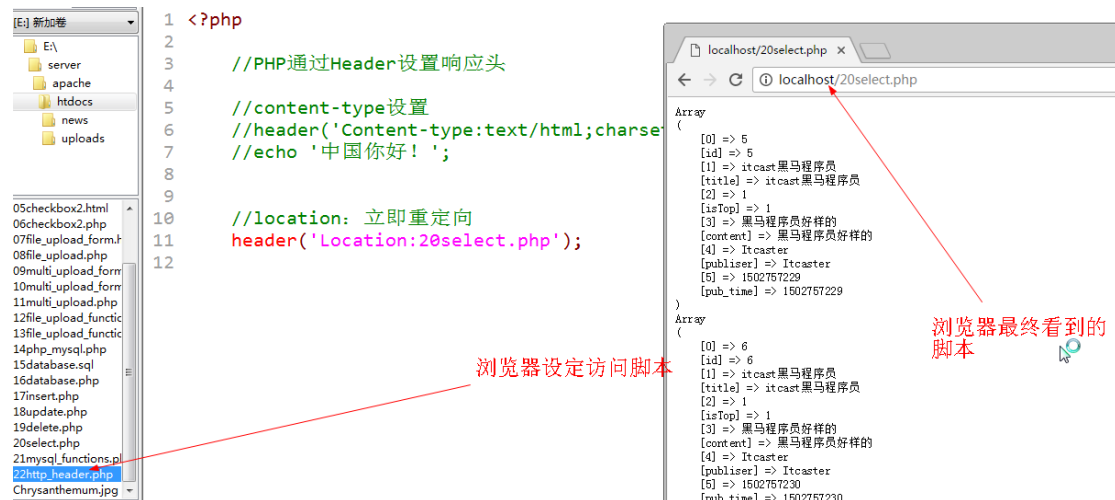 [E:] 新加卷
E:\
server
apache
htdocs
news
uploads
05checkbox2.html
06checkbox2.php
07file_upload_form.h
08file_upload.php
09multi_upload_form
10multi_upload_form
11multi_upload.php
12file_upload_functic
13file_upload_functic
14php_mysql.php
15database.sql
16database.php
17insert.php
18update.php
19delete.php
20select.php
21mysql_functions.pl
22http_header.php
Chrysanthemum.jpg
1 <?php
2
3 //PHP通过Header设置响应头
4
5 //content-type设置
6 //header('Content-type:text/html;charset
7 //echo '中国你好！';
8
9
10 //location：立即重定向
11 header('Location:20select.php');
12
浏览器设定访问脚本
localhost/20select.php
localhost/20select.php
Array
(
[0] => 5
[id] => 5
[1] => itcast黑马程序员
[title] => itcast黑马程序员
[2] => 1
[isTop] => 1
[3] => 黑马程序员好样的
[content] => 黑马程序员好样的
[4] => Itcaster
[publiser] => Itcaster
[5] => 1502757229
[pub_time] => 1502757229
)
Array
(
[0] => 6
[id] => 6
[1] => itcast黑马程序员
[title] => itcast黑马程序员
[2] => 1
[isTop] => 1
[3] => 黑马程序员好样的
[content] => 黑马程序员好样的
[4] => Itcaster
[publiser] => Itcaster
[5] => 1502757230
[pub_time] => 1502757230
浏览器最终看到的
脚本